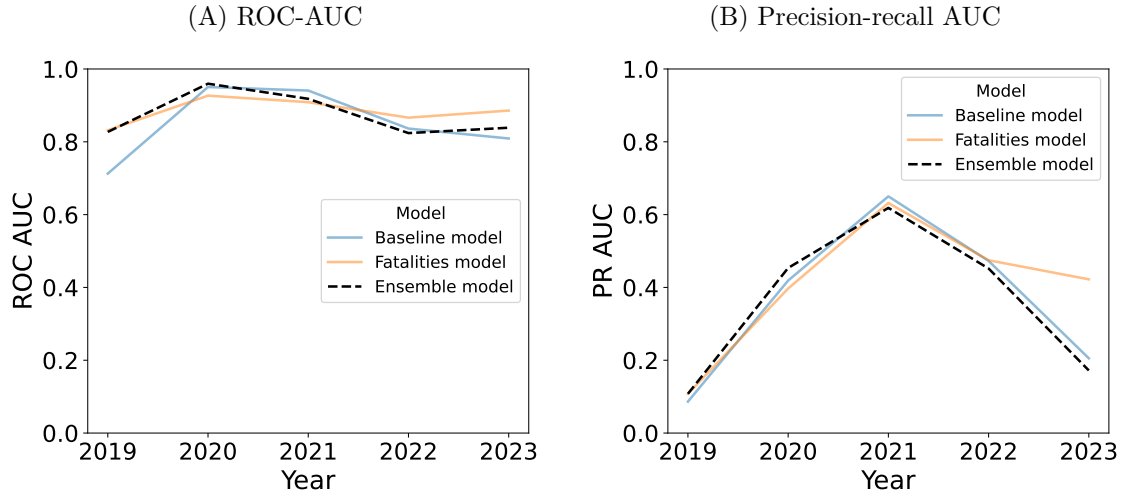 (A) ROC-AUC
ROC AUC
1.0
0.8
0.6
0.4
0.2
0.0
Model
Baseline model
Fatalities model
Ensemble model
2019 2020 2021 2022 2023
Year
(B) Precision-recall AUC
PR AUC
1.0
0.8
0.6
0.4
0.2
0.0
Model
Baseline model
Fatalities model
Ensemble model
2019 2020 2021 2022 2023
Year